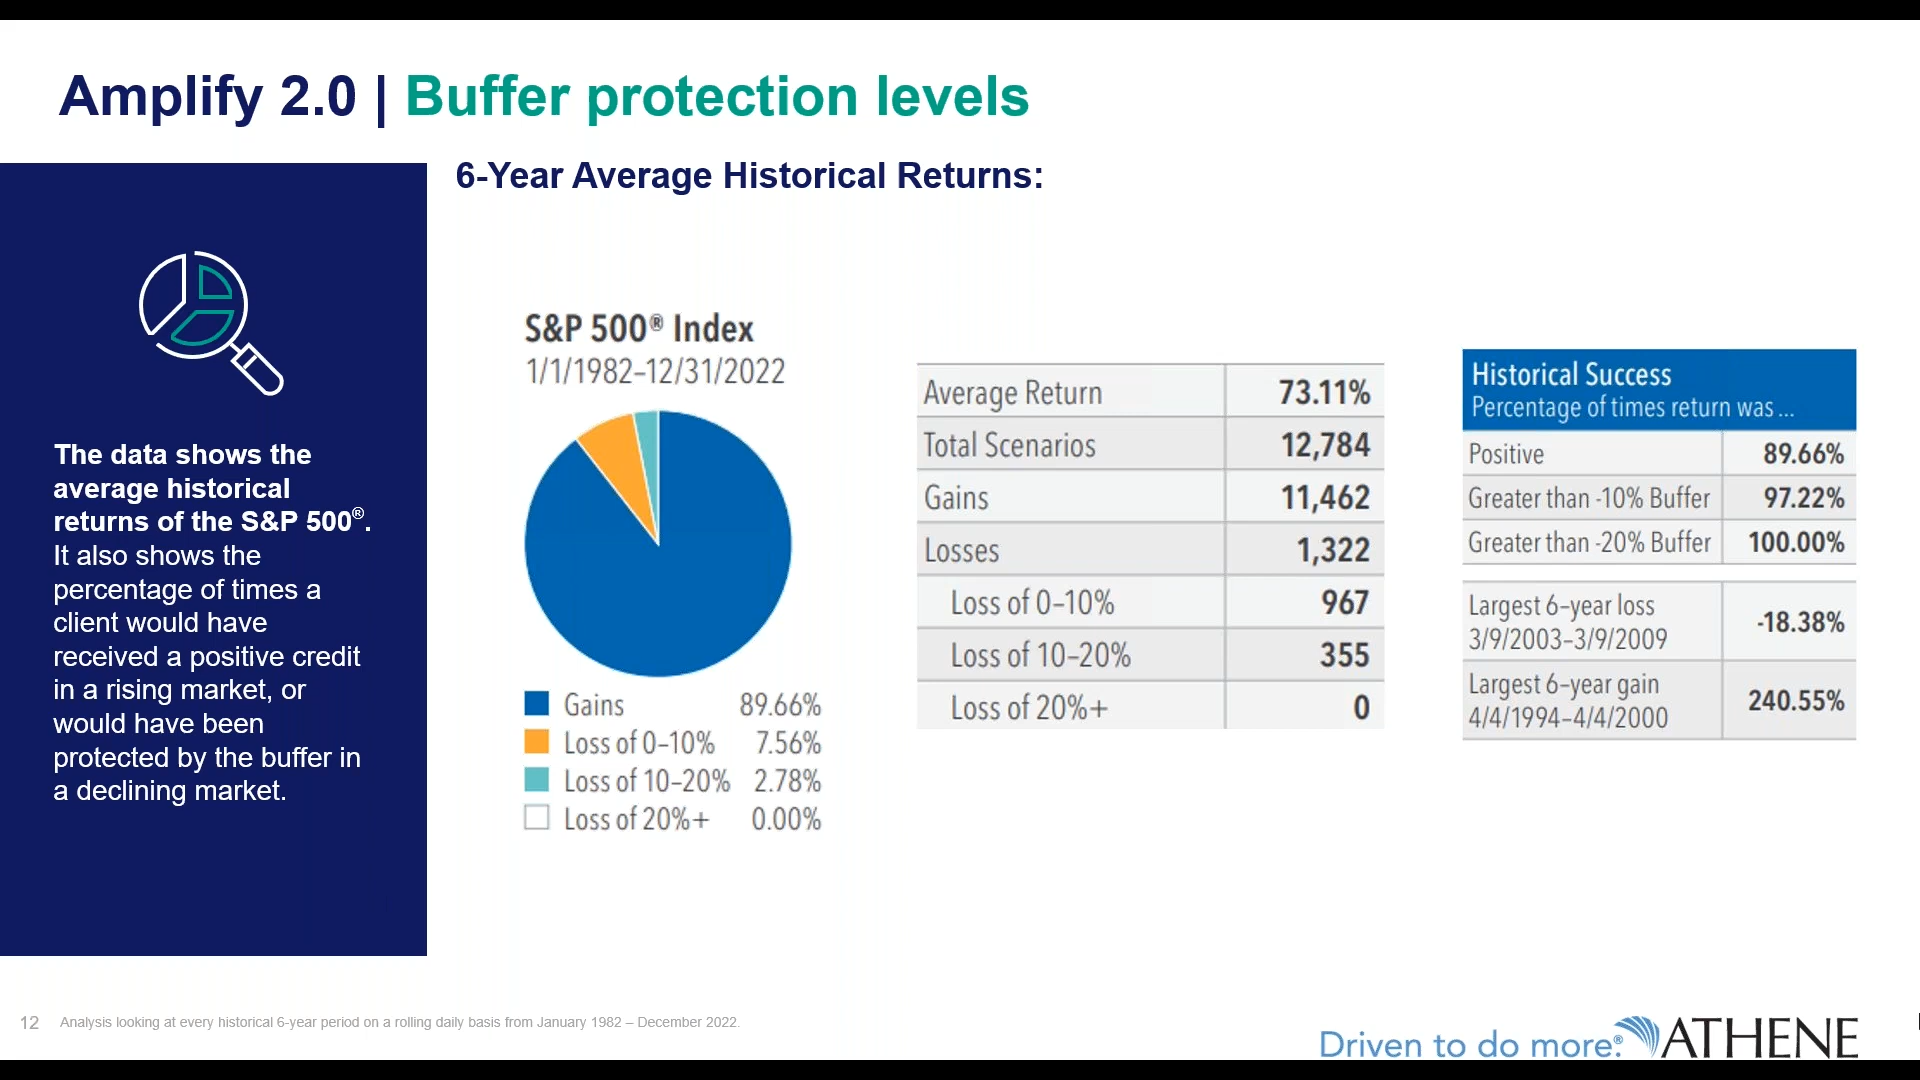 Amplify 2.0 | Buffer protection levels
6-Year Average Historical Returns:
The data shows the
average historical
returns of the S&P 500®.
It also shows the
percentage of times a
client would have
received a positive credit
in a rising market, or
would have been
protected by the buffer in
a declining market.
S&P 500® Index
1/1/1982–12/31/2022
Gains 89.66%
Loss of 0–10% 7.56%
Loss of 10–20% 2.78%
Loss of 20%+ 0.00%
Average Return 73.11%
Total Scenarios 12,784
Gains 11,462
Losses 1,322
Loss of 0–10% 967
Loss of 10–20% 355
Loss of 20%+ 0
Historical Success
Percentage of times return was ...
Positive 89.66%
Greater than -10% Buffer 97.22%
Greater than -20% Buffer 100.00%
Largest 6–year loss
3/9/2003–3/9/2009 -18.38%
Largest 6–year gain
4/4/1994–4/4/2000 240.55%
12 Analysis looking at every historical 6-year period on a rolling daily basis from January 1982 – December 2022.
Driven to do more.® ATHENE